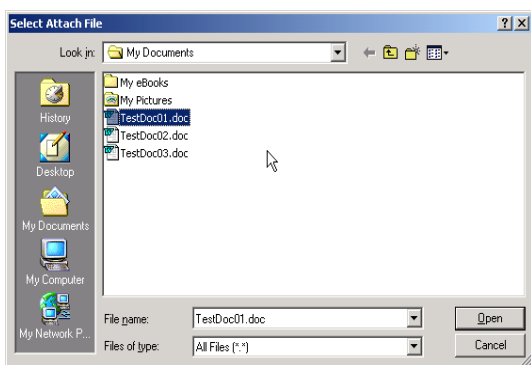 Select Attach File
Look in: My Documents
History
Desktop
My Documents
My Computer
My Network P...
My eBooks
My Pictures
TestDoc01.doc
TestDoc02.doc
TestDoc03.doc
File name: TestDoc01.doc Open
Files of type: All Files (*.*) Cancel